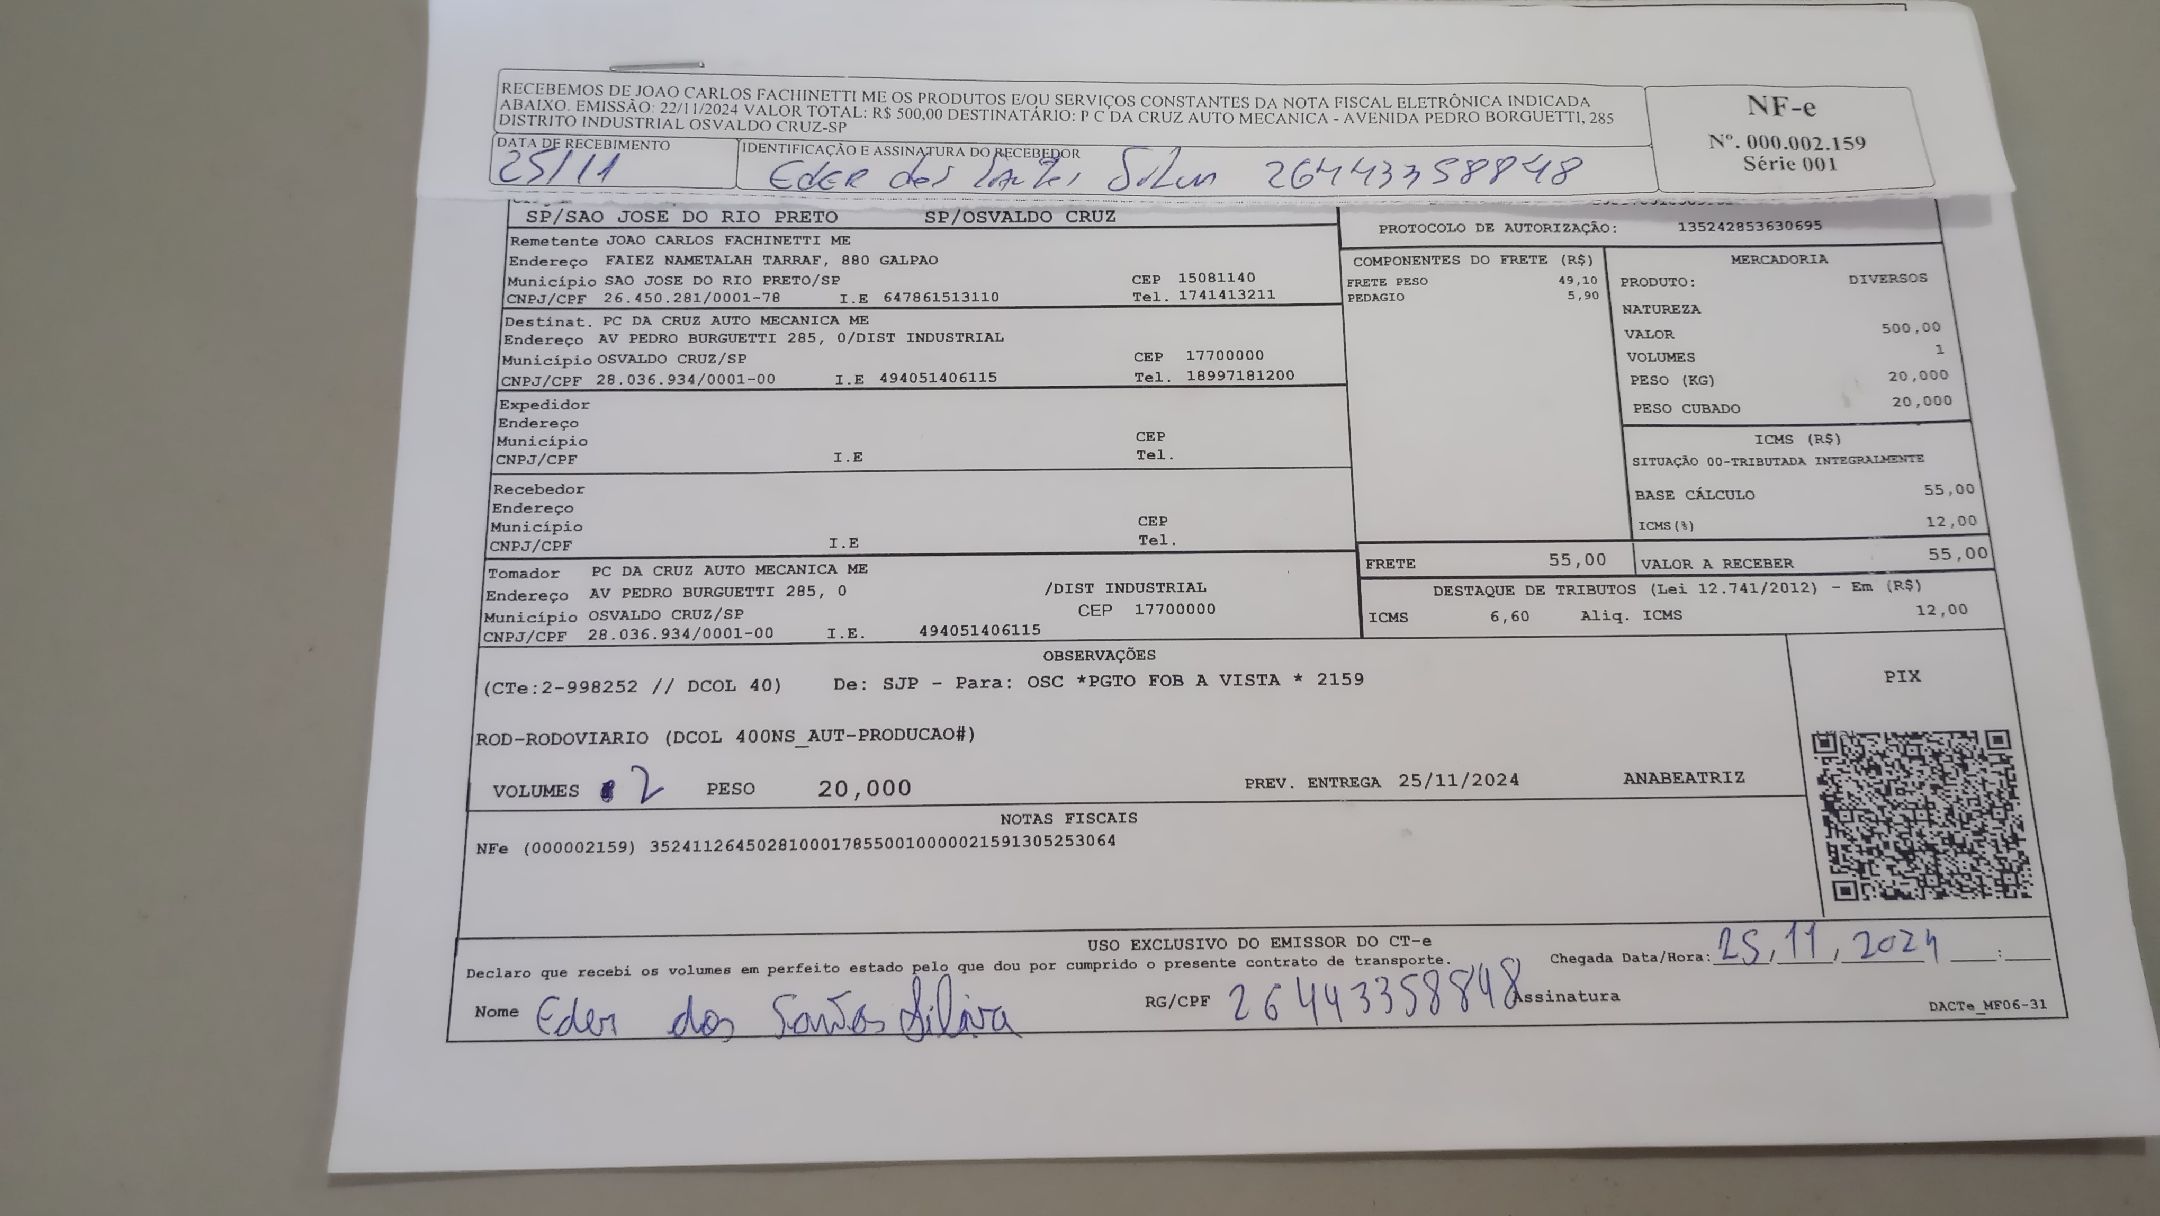 RECEBEMOS DE JOAO CARLOS FACHINETTI ME OS PRODUTOS E/OU SERVIÇOS CONSTANTES DA NOTA FISCAL ELETRÔNICA INDICADA
ABAIXO. EMISSÃO: 22/11/2024 VALOR TOTAL: R$ 500,00 DESTINATÁRIO: P C DA CRUZ AUTO MECANICA - AVENIDA PEDRO BORGUETTI, 285
DISTRITO INDUSTRIAL OSVALDO CRUZ-SP
DATA DE RECEBIMENTO
25/11
IDENTIFICAÇÃO E ASSINATURA DO RECEBEDOR
EDER dos Santos Silva 26443358848
NF-e
Nº. 000.002.159
Série 001
SP/SAO JOSE DO RIO PRETO SP/OSVALDO CRUZ
PROTOCOLO DE AUTORIZAÇÃO: 135242853630695
Remetente JOAO CARLOS FACHINETTI ME
Endereço FAIEZ NAMETALAH TARRAF, 880 GALPAO
Município SAO JOSE DO RIO PRETO/SP CEP 15081140
CNPJ/CPF 26.450.281/0001-78 I.E 647861513110 Tel. 1741413211
Destinat. PC DA CRUZ AUTO MECANICA ME
Endereço AV PEDRO BURGUETTI 285, 0/DIST INDUSTRIAL
Município OSVALDO CRUZ/SP CEP 17700000
CNPJ/CPF 28.036.934/0001-00 I.E 494051406115 Tel. 18997181200
Expedidor
Endereço
Município CEP
CNPJ/CPF I.E Tel.
Recebedor
Endereço
Município CEP
CNPJ/CPF I.E Tel.
Tomador PC DA CRUZ AUTO MECANICA ME
Endereço AV PEDRO BURGUETTI 285, 0 /DIST INDUSTRIAL
Município OSVALDO CRUZ/SP CEP 17700000
CNPJ/CPF 28.036.934/0001-00 I.E. 494051406115
COMPONENTES DO FRETE (R$)
FRETE PESO 49,10
PEDAGIO 5,90
MERCADORIA
PRODUTO: DIVERSOS
NATUREZA
VALOR 500,00
VOLUMES 1
PESO (KG) 20,000
PESO CUBADO 20,000
ICMS (R$)
SITUAÇÃO 00-TRIBUTADA INTEGRALMENTE
BASE CÁLCULO 55,00
ICMS(%) 12,00
FRETE 55,00 VALOR A RECEBER 55,00
DESTAQUE DE TRIBUTOS (Lei 12.741/2012) - Em (R$)
ICMS 6,60 Aliq. ICMS 12,00
OBSERVAÇÕES
(CTe:2-998252 // DCOL 40) De: SJP - Para: OSC *PGTO FOB A VISTA * 2159
ROD-RODOVIARIO (DCOL 400NS_AUT-PRODUCAO#)
VOLUMES 2 PESO 20,000 PREV. ENTREGA 25/11/2024 ANABEATRIZ
PIX
NOTAS FISCAIS
NFe (000002159) 35241126450281000178550010000021591305253064
USO EXCLUSIVO DO EMISSOR DO CT-e
Declaro que recebi os volumes em perfeito estado pelo que dou por cumprido o presente contrato de transporte. Chegada Data/Hora: 25/11/2024 __:__
Nome Eder dos Santos Silva RG/CPF 26443358848 Assinatura
DACTe_MF06-31